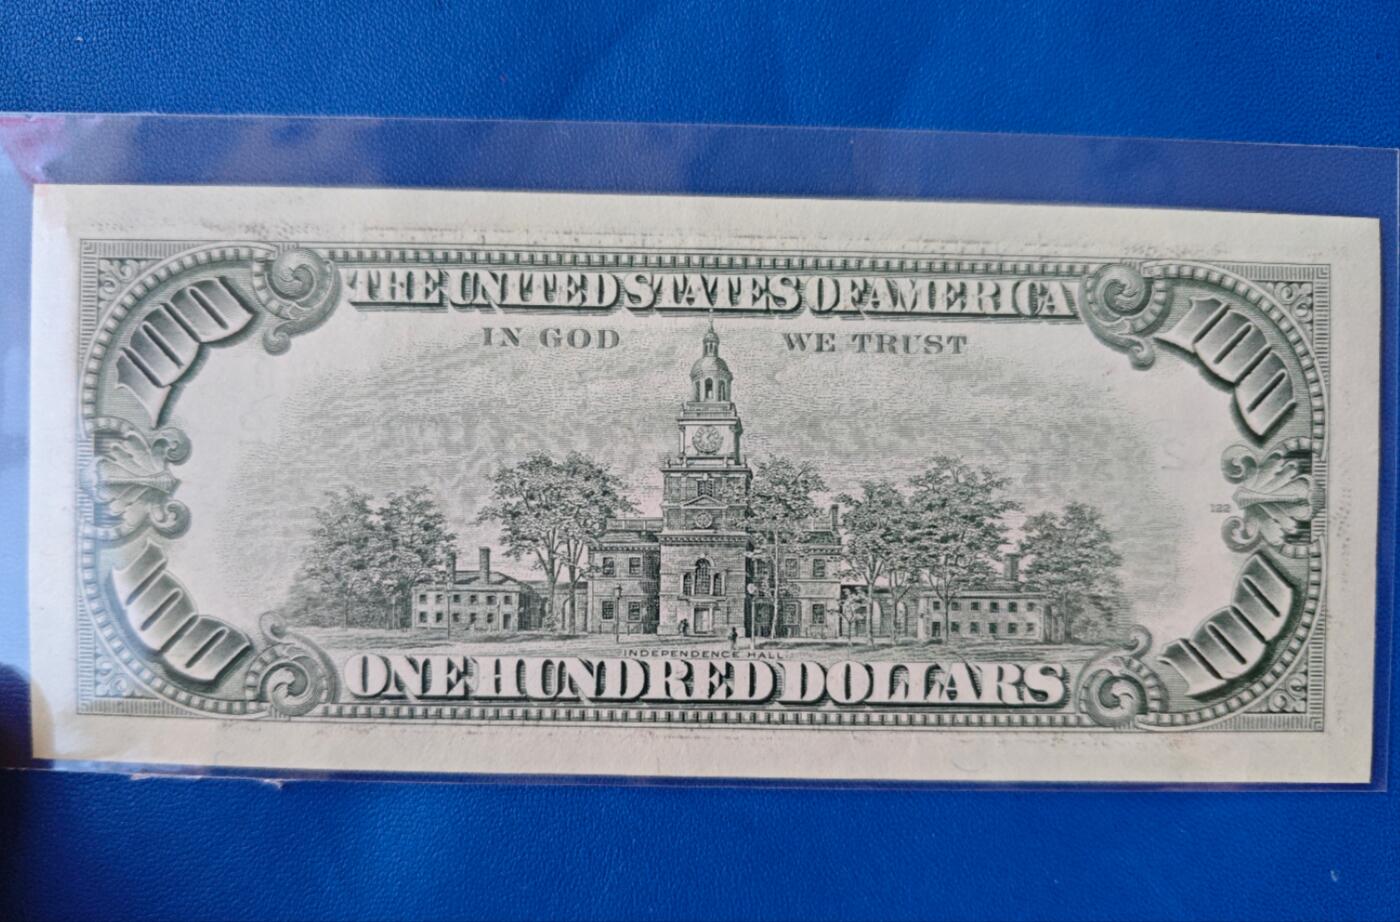 100 THE UNITED STATES OF AMERICA 100
IN GOD WE TRUST
122
INDEPENDENCE HALL
100 ONE HUNDRED DOLLARS 100